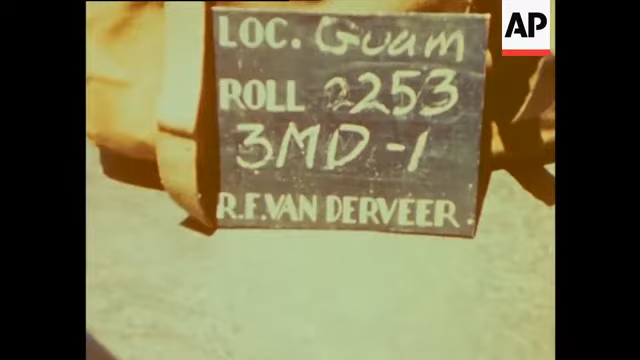 AP
LOC. Guam
ROLL 2253
3MD-1
R.F. VAN DERVEER.